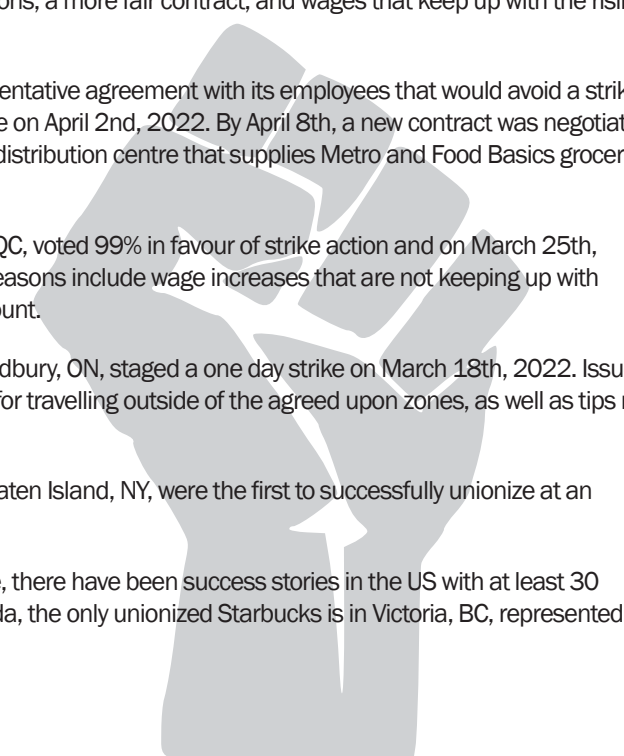 ons, a more fair contract, and wages that keep up with the risin
entative agreement with its employees that would avoid a strik
e on April 2nd, 2022. By April 8th, a new contract was negotiat
distribution centre that supplies Metro and Food Basics grocer
QC, voted 99% in favour of strike action and on March 25th,
easons include wage increases that are not keeping up with
ount.
dbury, ON, staged a one day strike on March 18th, 2022. Issu
for travelling outside of the agreed upon zones, as well as tips
aten Island, NY, were the first to successfully unionize at an
e, there have been success stories in the US with at least 30
da, the only unionized Starbucks is in Victoria, BC, represented